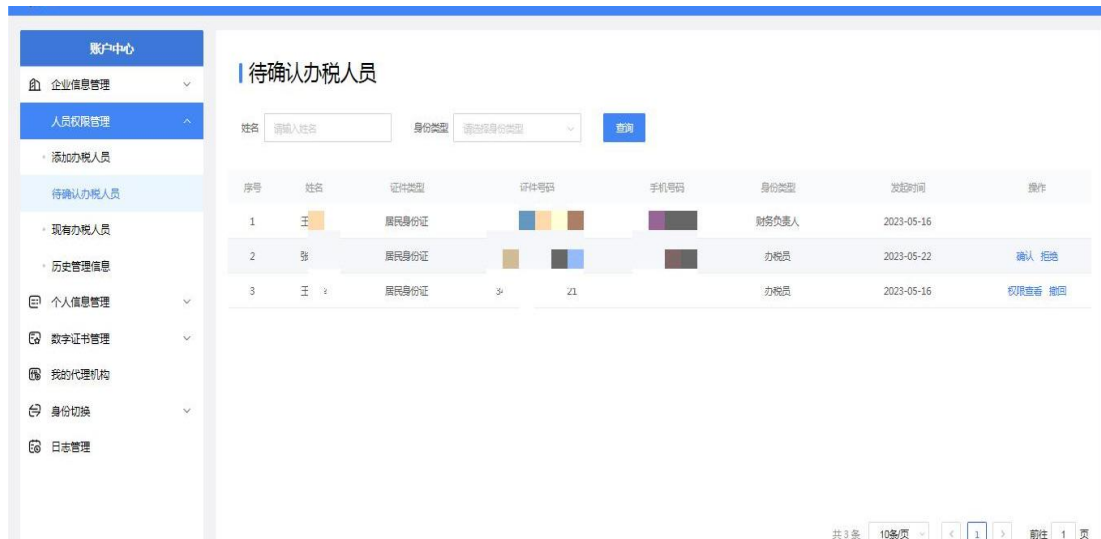 账户中心
企业信息管理
人员权限管理
添加办税人员
待确认办税人员
现有办税人员
历史管理信息
个人信息管理
数字证书管理
我的代理机构
身份切换
日志管理
待确认办税人员
姓名 请输入姓名 身份类型 请选择身份类型 查询
序号 姓名 证件类型 证件号码 手机号码 身份类型 发起时间 操作
1 王 居民身份证 财务负责人 2023-05-16
2 张 居民身份证 办税员 2023-05-22 确认 拒绝
3 王 居民身份证 21 办税员 2023-05-16 权限查看 撤回
共3条 10条/页 1 前往 1 页